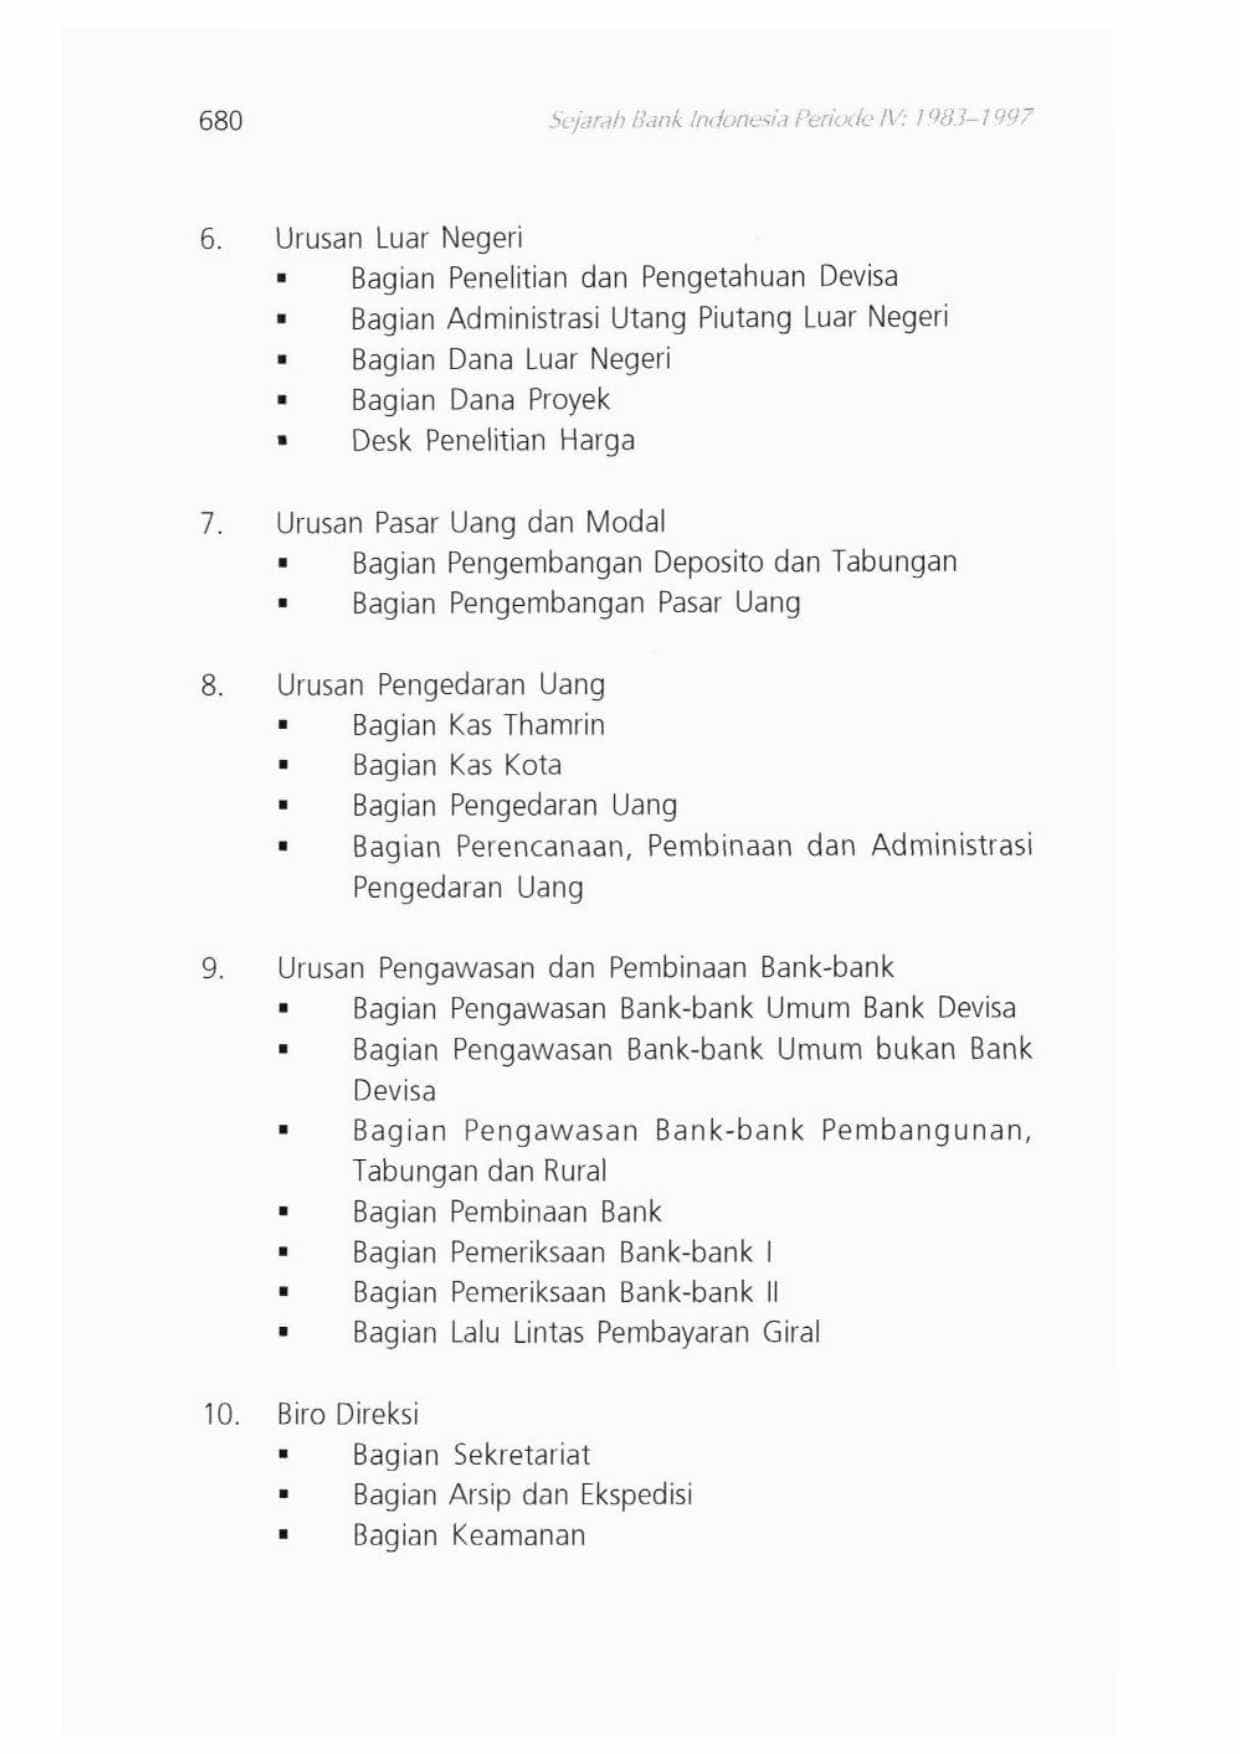 680 Sejarah Bank Indonesia Periode IV: 1983–1997
6. Urusan Luar Negeri
▪ Bagian Penelitian dan Pengetahuan Devisa
▪ Bagian Administrasi Utang Piutang Luar Negeri
▪ Bagian Dana Luar Negeri
▪ Bagian Dana Proyek
▪ Desk Penelitian Harga
7. Urusan Pasar Uang dan Modal
▪ Bagian Pengembangan Deposito dan Tabungan
▪ Bagian Pengembangan Pasar Uang
8. Urusan Pengedaran Uang
▪ Bagian Kas Thamrin
▪ Bagian Kas Kota
▪ Bagian Pengedaran Uang
▪ Bagian Perencanaan, Pembinaan dan Administrasi
Pengedaran Uang
9. Urusan Pengawasan dan Pembinaan Bank-bank
▪ Bagian Pengawasan Bank-bank Umum Bank Devisa
▪ Bagian Pengawasan Bank-bank Umum bukan Bank
Devisa
▪ Bagian Pengawasan Bank-bank Pembangunan,
Tabungan dan Rural
▪ Bagian Pembinaan Bank
▪ Bagian Pemeriksaan Bank-bank I
▪ Bagian Pemeriksaan Bank-bank II
▪ Bagian Lalu Lintas Pembayaran Giral
10. Biro Direksi
▪ Bagian Sekretariat
▪ Bagian Arsip dan Ekspedisi
▪ Bagian Keamanan